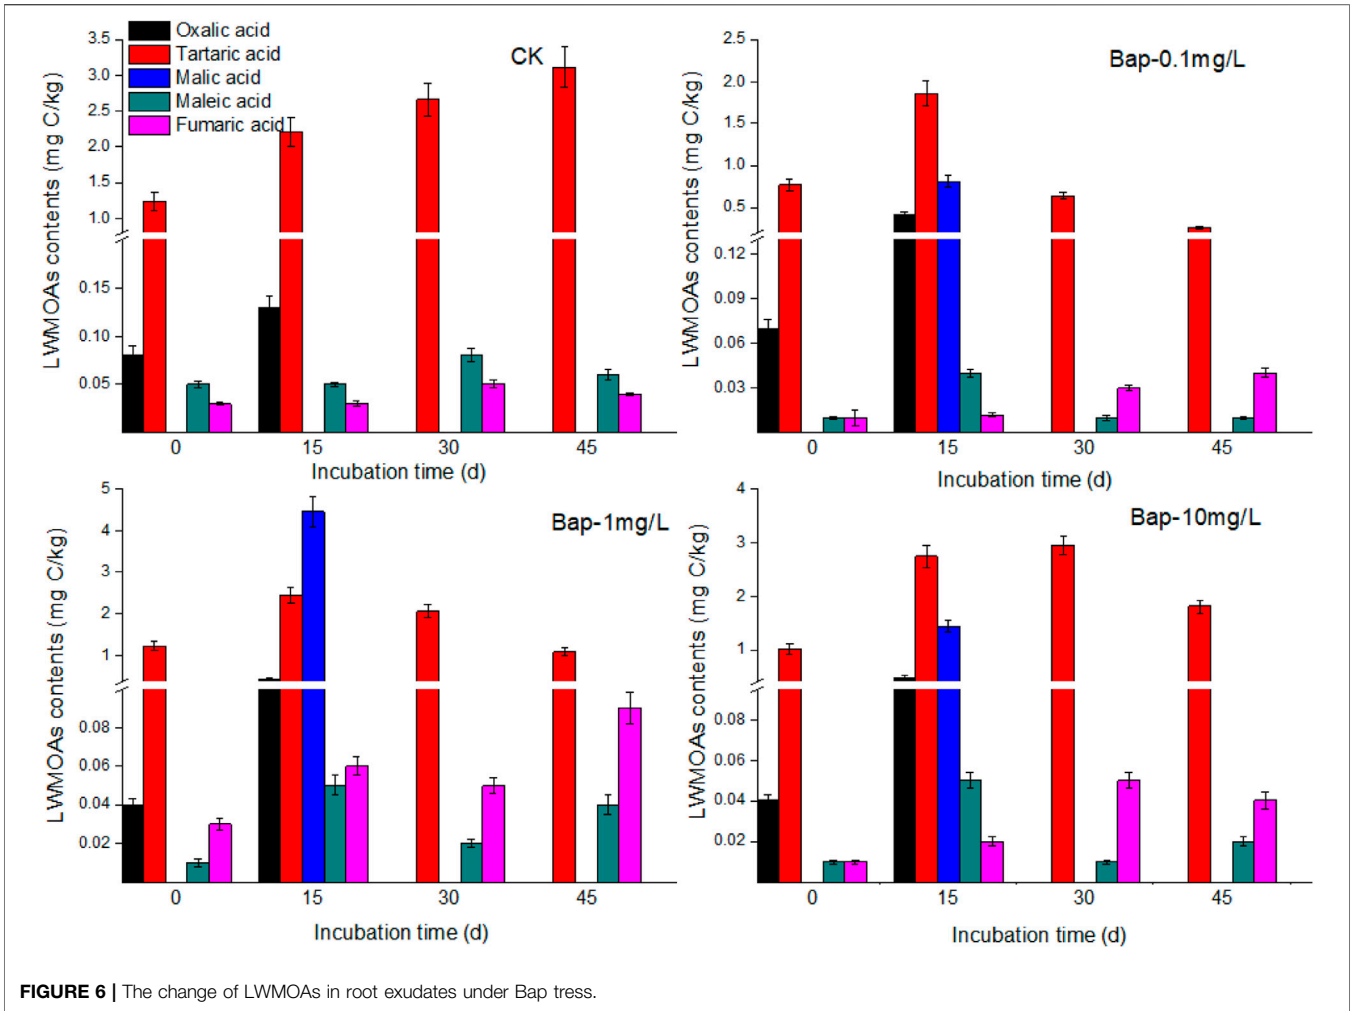 Oxalic acid
Tartaric acid
Malic acid
Maleic acid
Fumaric acid
CK
LWMOAs contents (mg C/kg)
3.5
3.0
2.5
2.0
1.5
1.0
0.15
0.10
0.05
0 15 30 45
Incubation time (d)
Bap-0.1mg/L
LWMOAs contents (mg C/kg)
2.5
2.0
1.5
1.0
0.5
0.12
0.09
0.06
0.03
0 15 30 45
Incubation time (d)
Bap-1mg/L
LWMOAs contents (mg C/kg)
5
4
3
2
1
0.08
0.06
0.04
0.02
0 15 30 45
Incubation time (d)
Bap-10mg/L
LWMOAs contents (mg C/kg)
4
3
2
1
0.08
0.06
0.04
0.02
0 15 30 45
Incubation time (d)
FIGURE 6 | The change of LWMOAs in root exudates under Bap tress.